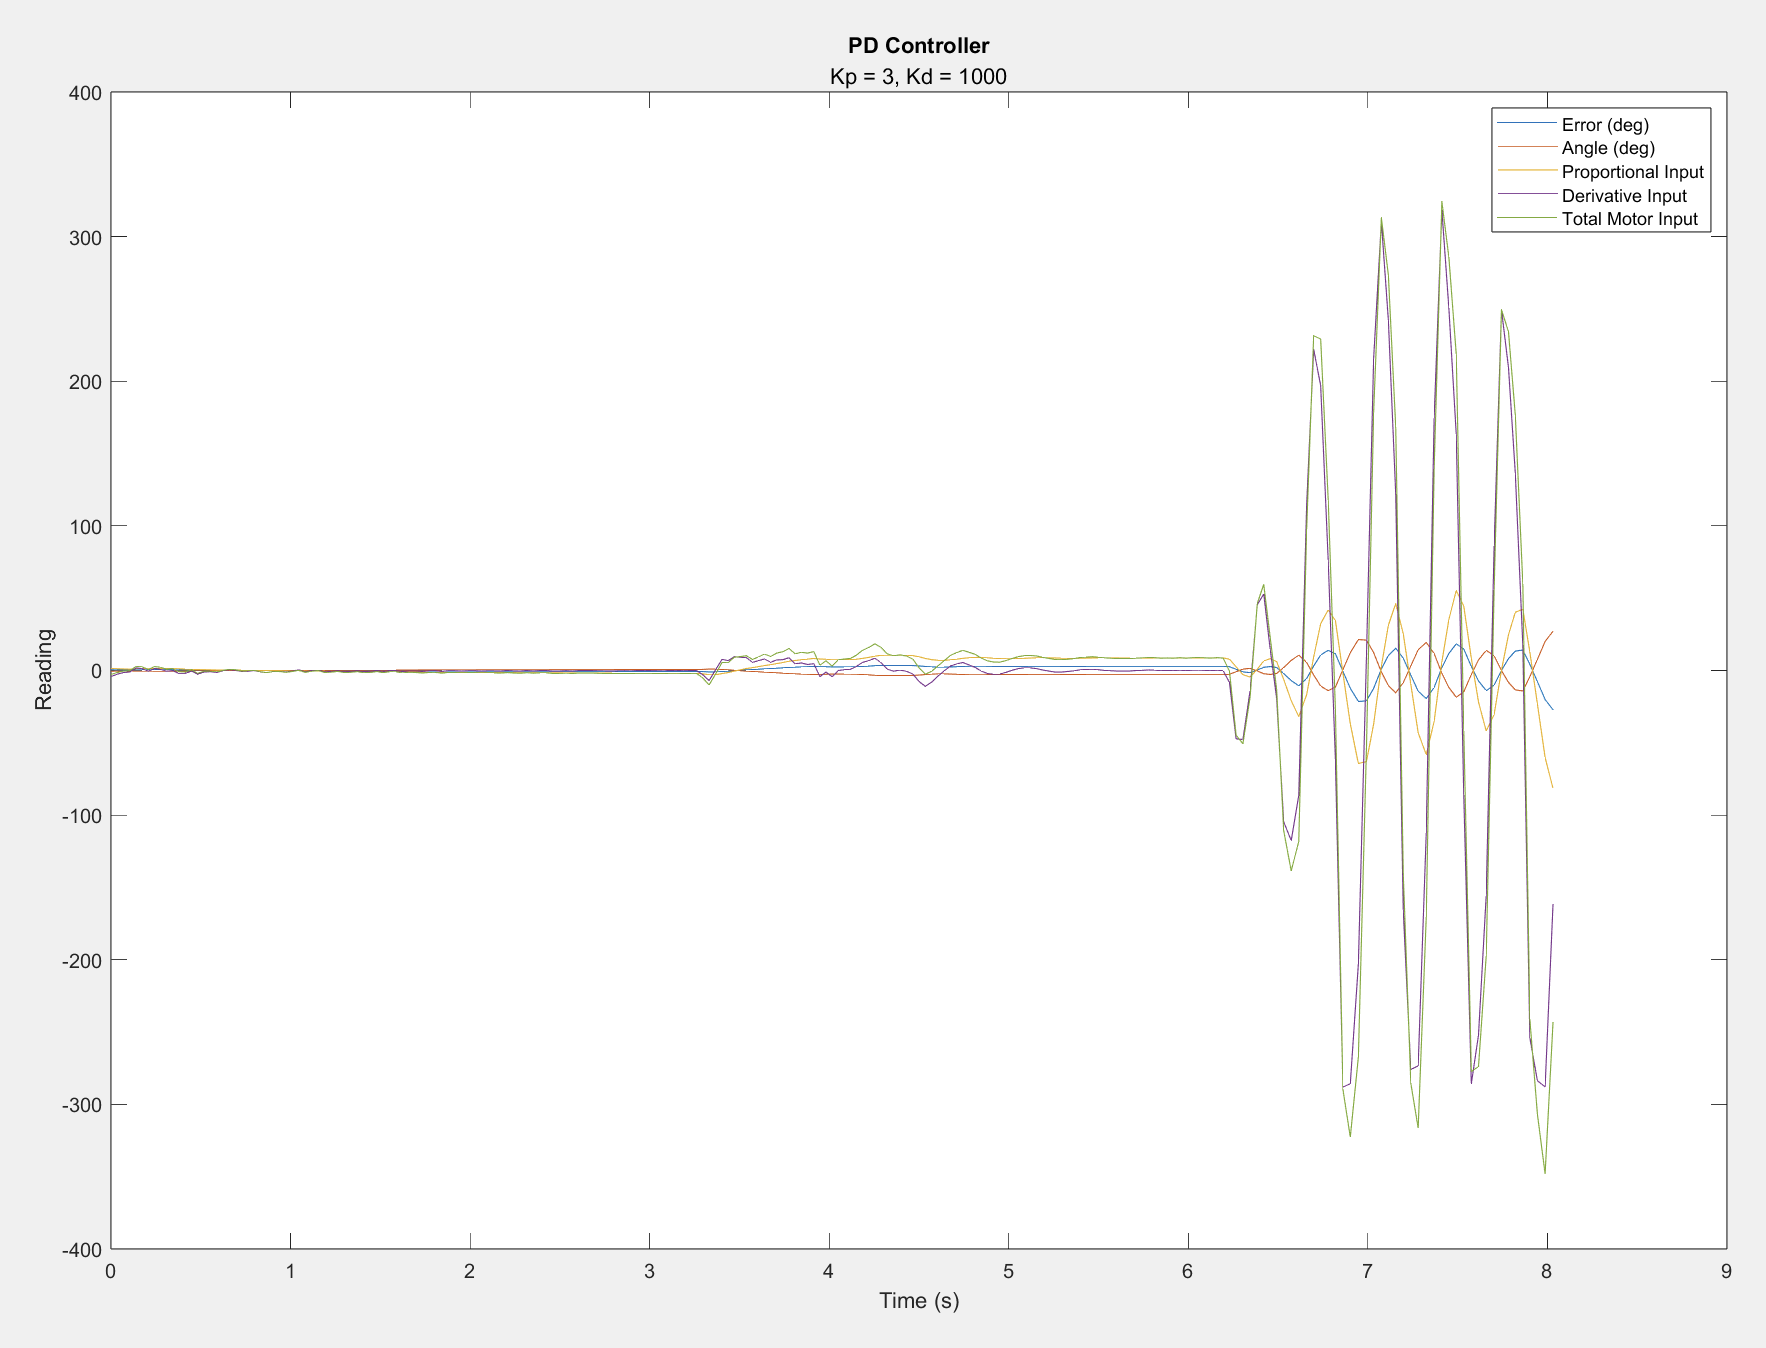 PD Controller
Kp = 3, Kd = 1000
400
300
200
100
0
-100
-200
-300
-400
Reading
0 1 2 3 4 5 6 7 8 9
Time (s)
Error (deg)
Angle (deg)
Proportional Input
Derivative Input
Total Motor Input